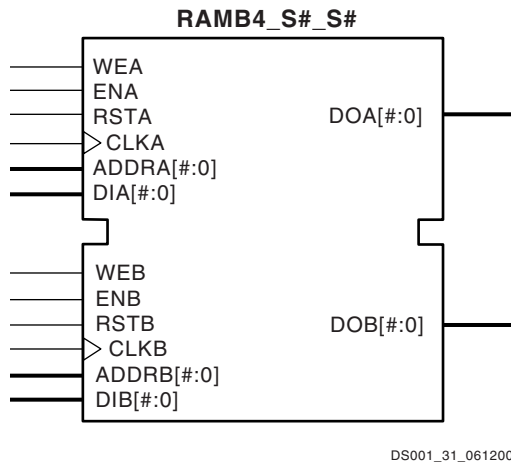 RAMB4_S#_S#
WEA
ENA
RSTA
DOA[#:0]
CLKA
ADDRA[#:0]
DIA[#:0]
WEB
ENB
RSTB
DOB[#:0]
CLKB
ADDRB[#:0]
DIB[#:0]
DS001_31_061200